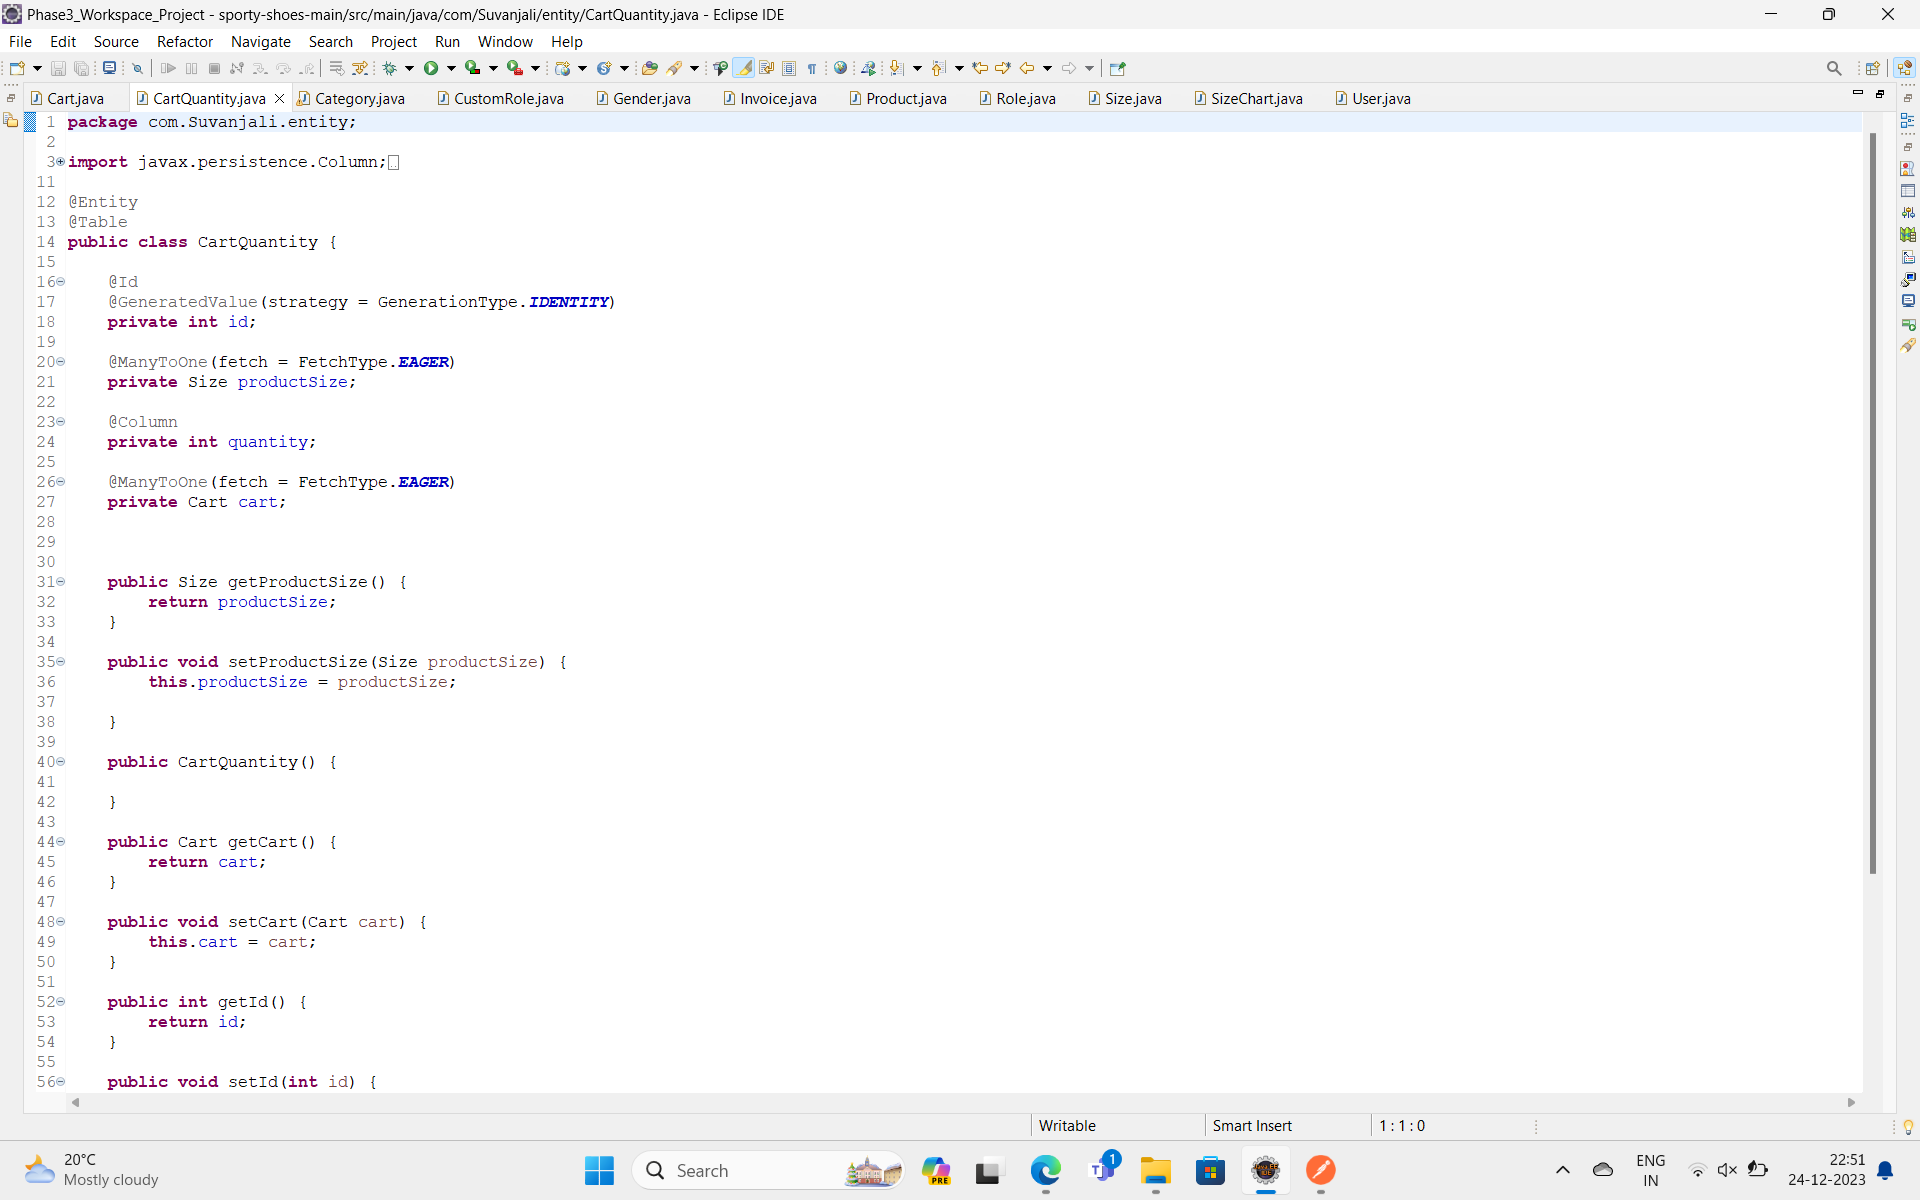 Phase3_Workspace_Project - sporty-shoes-main/src/main/java/com/Suvanjali/entity/CartQuantity.java - Eclipse IDE
File Edit Source Refactor Navigate Search Project Run Window Help
Cart.java CartQuantity.java Category.java CustomRole.java Gender.java Invoice.java Product.java Role.java Size.java SizeChart.java User.java
1 package com.Suvanjali.entity;
2
3 import javax.persistence.Column;
11
12 @Entity
13 @Table
14 public class CartQuantity {
15
16 @Id
17 @GeneratedValue(strategy = GenerationType.IDENTITY)
18 private int id;
19
20 @ManyToOne(fetch = FetchType.EAGER)
21 private Size productSize;
22
23 @Column
24 private int quantity;
25
26 @ManyToOne(fetch = FetchType.EAGER)
27 private Cart cart;
28
29
30
31 public Size getProductSize() {
32 return productSize;
33 }
34
35 public void setProductSize(Size productSize) {
36 this.productSize = productSize;
37
38 }
39
40 public CartQuantity() {
41
42 }
43
44 public Cart getCart() {
45 return cart;
46 }
47
48 public void setCart(Cart cart) {
49 this.cart = cart;
50 }
51
52 public int getId() {
53 return id;
54 }
55
56 public void setId(int id) {
Writable Smart Insert 1 : 1 : 0
20°C
Mostly cloudy
Search
PRE
1
ENG
IN
22:51
24-12-2023